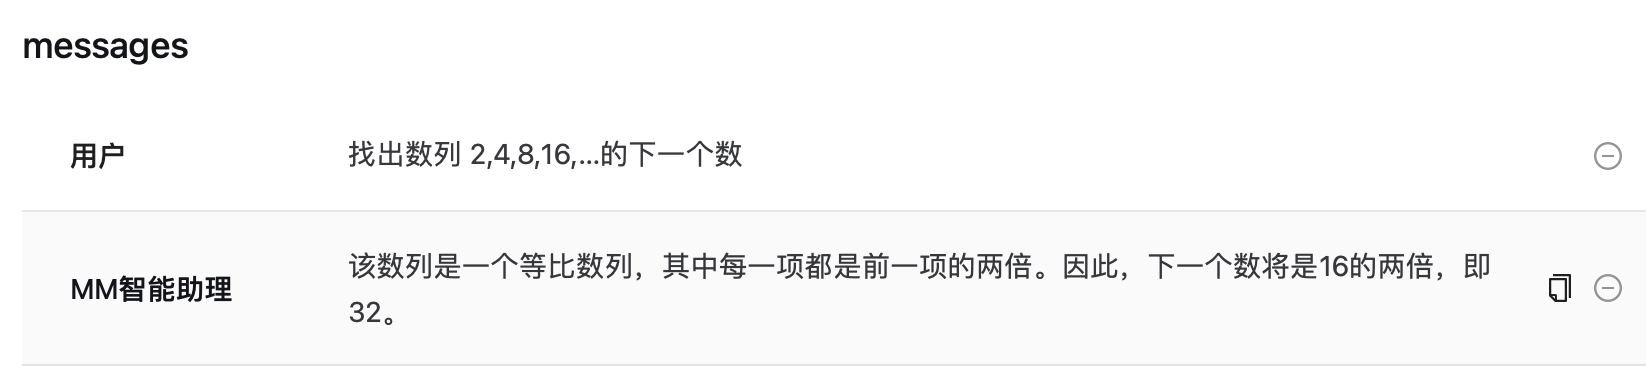 messages
用户
找出数列 2,4,8,16,...的下一个数
MM智能助理
该数列是一个等比数列，其中每一项都是前一项的两倍。因此，下一个数将是16的两倍，即
32。